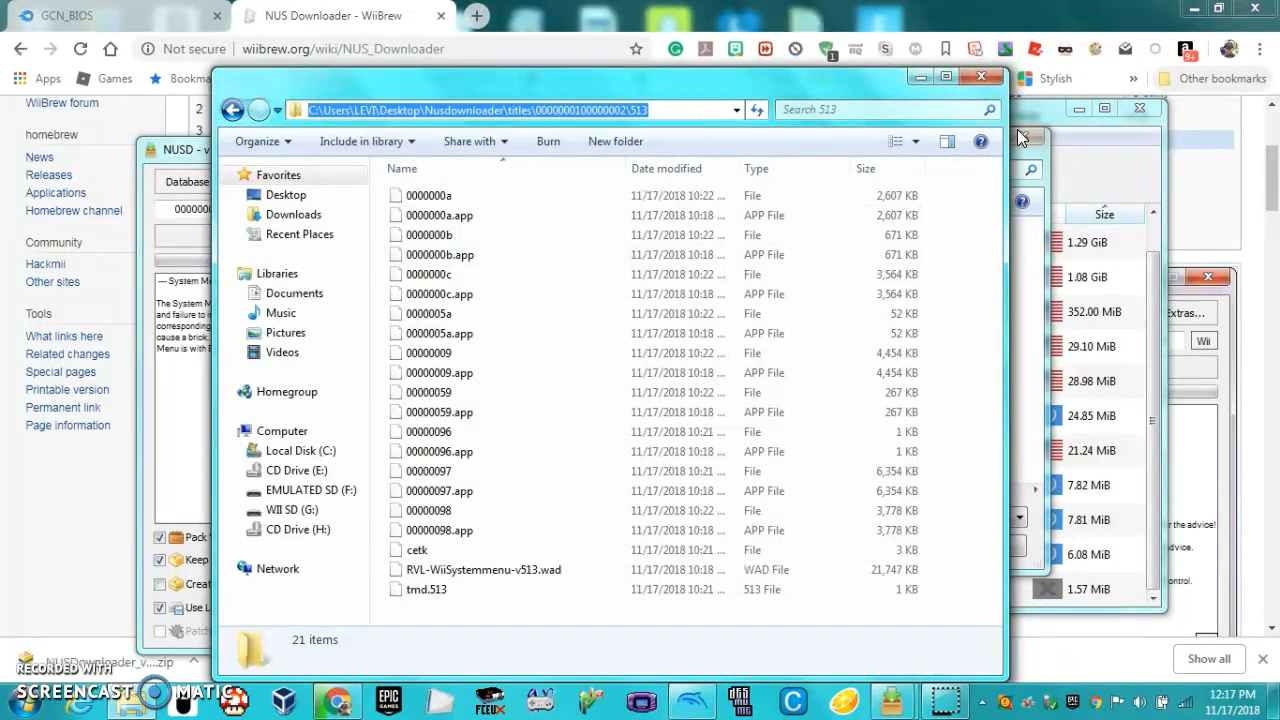 GCN_BIOS
NUS Downloader - WiiBrew
Not secure
wiibrew.org/wiki/NUS_Downloader
1
9+
Apps
Games
Bookma
Stylish
Other bookmarks
WiiBrew forum
homebrew
News
Releases
Applications
Homebrew channel
Community
Hackmii
Other sites
Tools
What links here
Related changes
Special pages
Printable version
Permanent link
Page information
2
3
NUSD - v
Database
0000000
--- System M
The System M
and failure to in
corresponding
cause a brick.
Menu is with E
Pack
Keep
Creat
Use L
Patch
C:\Users\LEVI\Desktop\Nusdownloader\titles\0000000100000002\513
Search 513
Organize
Include in library
Share with
Burn
New folder
Favorites
Desktop
Downloads
Recent Places
Libraries
Documents
Music
Pictures
Videos
Homegroup
Computer
Local Disk (C:)
CD Drive (E:)
EMULATED SD (F:)
WII SD (G:)
CD Drive (H:)
Network
Name Date modified Type Size
0000000a 11/17/2018 10:22 ... File 2,607 KB
0000000a.app 11/17/2018 10:18 ... APP File 2,607 KB
0000000b 11/17/2018 10:22 ... File 671 KB
0000000b.app 11/17/2018 10:18 ... APP File 671 KB
0000000c 11/17/2018 10:22 ... File 3,564 KB
0000000c.app 11/17/2018 10:18 ... APP File 3,564 KB
0000005a 11/17/2018 10:22 ... File 52 KB
0000005a.app 11/17/2018 10:18 ... APP File 52 KB
00000009 11/17/2018 10:22 ... File 4,454 KB
00000009.app 11/17/2018 10:18 ... APP File 4,454 KB
00000059 11/17/2018 10:22 ... File 267 KB
00000059.app 11/17/2018 10:18 ... APP File 267 KB
00000096 11/17/2018 10:21 ... File 1 KB
00000096.app 11/17/2018 10:18 ... APP File 1 KB
00000097 11/17/2018 10:21 ... File 6,354 KB
00000097.app 11/17/2018 10:18 ... APP File 6,354 KB
00000098 11/17/2018 10:21 ... File 3,778 KB
00000098.app 11/17/2018 10:18 ... APP File 3,778 KB
cetk 11/17/2018 10:21 ... File 3 KB
RVL-WiiSystemmenu-v513.wad 11/17/2018 10:18 ... WAD File 21,747 KB
tmd.513 11/17/2018 10:21 ... 513 File 1 KB
21 items
Size
1.29 GiB
1.08 GiB
352.00 MiB
29.10 MiB
28.98 MiB
24.85 MiB
21.24 MiB
7.82 MiB
7.81 MiB
6.08 MiB
1.57 MiB
Extras...
Wii
r the advice!
dvice.
ontrol.
NUSDownloader_v....zip
Show all
RECORDED WITH
SCREENCAST MATIC
EPIC GAMES
12:17 PM
11/17/2018